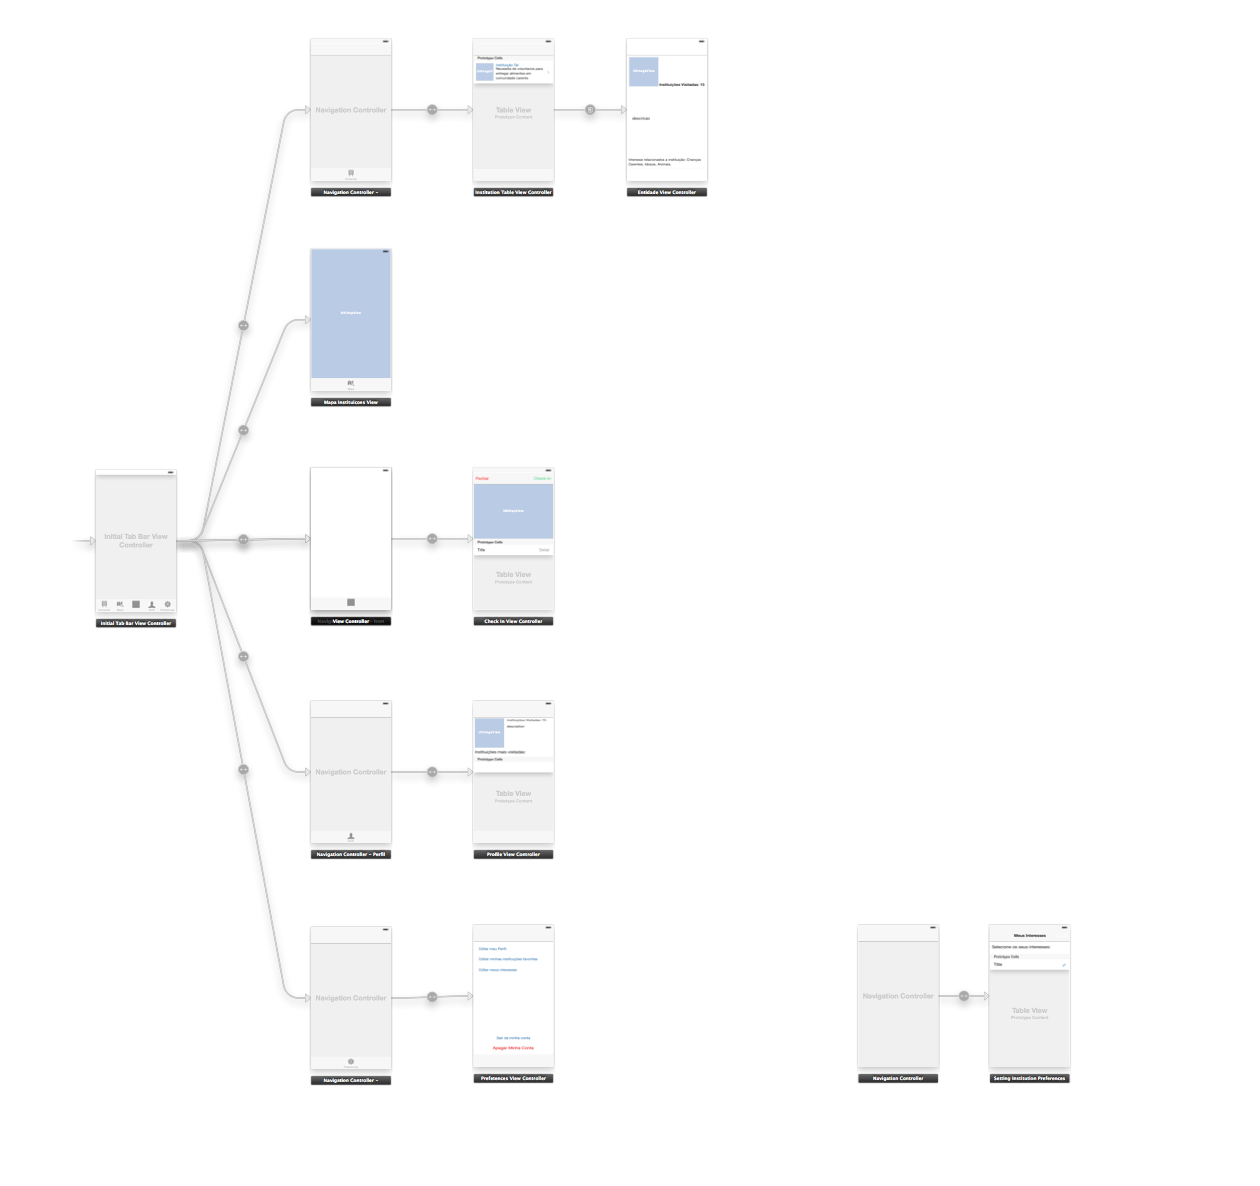 Navigation Controller
Navigation Controller -
Prototype Cells
Instituição Tal
Necessita de voluntários para
entregar alimentos em
comunidade carente
Table View
Prototype Content
Institution Table View Controller
Instituições Visitadas: 15
descricao
Interesse relacionados a instituição: Crianças
Carentes, Idosos, Animais.
Entidade View Controller
Mapa Instituicoes View
Initial Tab Bar View
Controller
Initial Tab Bar View Controller
View Controller
Fechar
Check-in
Prototype Cells
Title
Detail
Table View
Prototype Content
Check In View Controller
Navigation Controller
Navigation Controller - Perfil
Instituições Visitadas: 15
description
Instituições mais visitadas:
Prototype Cells
Table View
Prototype Content
Profile View Controller
Navigation Controller
Navigation Controller -
Editar meu Perfil
Editar minhas instituições favoritas
Editar meus interesses
Sair da minha conta
Apagar Minha Conta
Preferences View Controller
Navigation Controller
Navigation Controller
Meus Interesses
Selecione os seus interesses:
Prototype Cells
Title
Table View
Prototype Content
Setting Institution Preferences